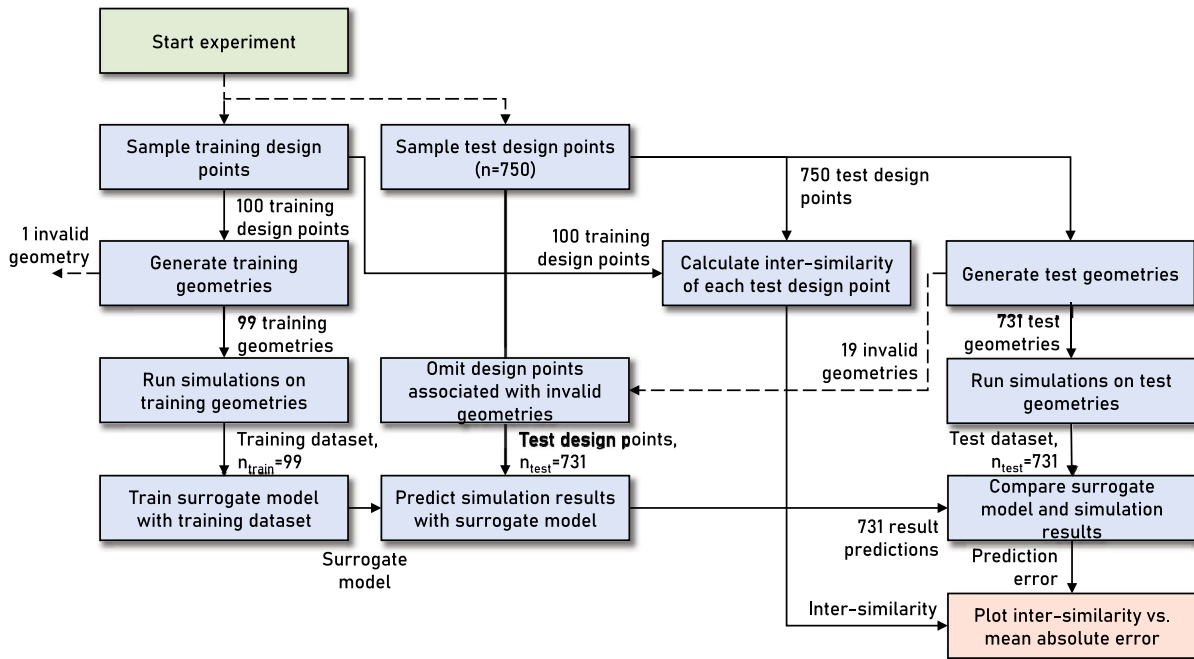 Start experiment
Sample training design
points
Sample test design points
(n=750)
750 test design
points
100 training
design points
1 invalid
geometry
Generate training
geometries
100 training
design points
Calculate inter-similarity
of each test design point
Generate test geometries
99 training
geometries
731 test
geometries
19 invalid
geometries
Run simulations on
training geometries
Omit design points
associated with invalid
geometries
Run simulations on test
geometries
Training dataset,
ntrain=99
Test design points,
ntest=731
Test dataset,
ntest=731
Train surrogate model
with training dataset
Predict simulation results
with surrogate model
Compare surrogate
model and simulation
results
Surrogate
model
731 result
predictions
Prediction
error
Inter-similarity
Plot inter-similarity vs.
mean absolute error